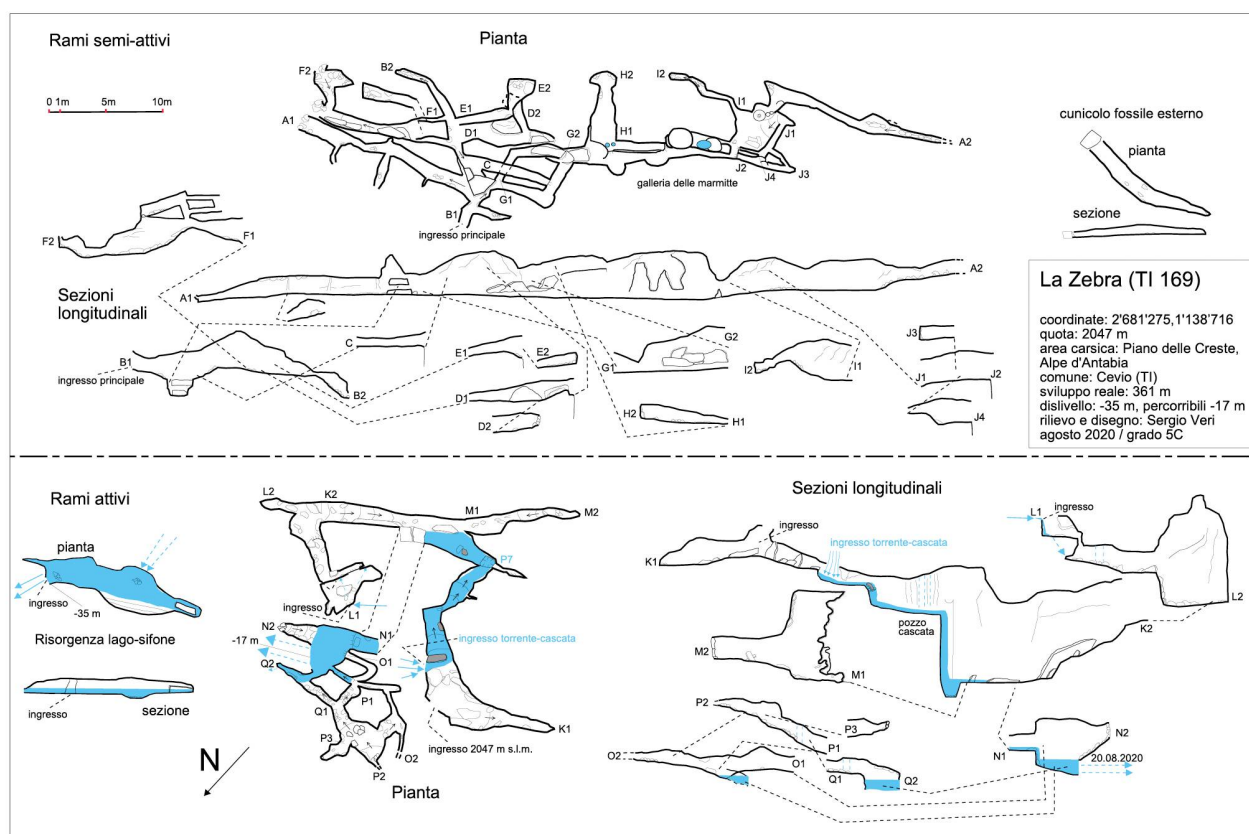 Rami semi-attivi
Pianta
0 1m 5m 10m
F2
B2
E2
H2
I2
A1
F1
E1
D2
D1
G2
H1
I1
J1
A2
C
J2
J4
J3
G1
B1
galleria delle marmitte
ingresso principale
cunicolo fossile esterno
pianta
sezione
F2
F1
Sezioni
longitudinali
A1
A2
B1
ingresso principale
B2
C
E1
E2
D1
D2
G1
G2
H2
H1
I2
I1
J3
J1
J2
J4
La Zebra (TI 169)
coordinate: 2'681'275,1'138'716
quota: 2047 m
area carsica: Piano delle Creste,
Alpe d'Antabia
comune: Cevio (TI)
sviluppo reale: 361 m
dislivello: -35 m, percorribili -17 m
rilievo e disegno: Sergio Veri
agosto 2020 / grado 5C
Rami attivi
pianta
ingresso
-35 m
Risorgenza lago-sifone
ingresso
sezione
N
L2
K2
M1
M2
P7
ingresso
L1
N2
-17 m
N1
Q2
O1
ingresso torrente-cascata
Q1
P1
P3
O2
P2
K1
ingresso 2047 m s.l.m.
Pianta
Sezioni longitudinali
K1
ingresso
ingresso torrente-cascata
pozzo
cascata
L1
ingresso
L2
K2
M2
M1
P2
P3
P1
O2
O1
Q1
Q2
N1
N2
20.08.2020